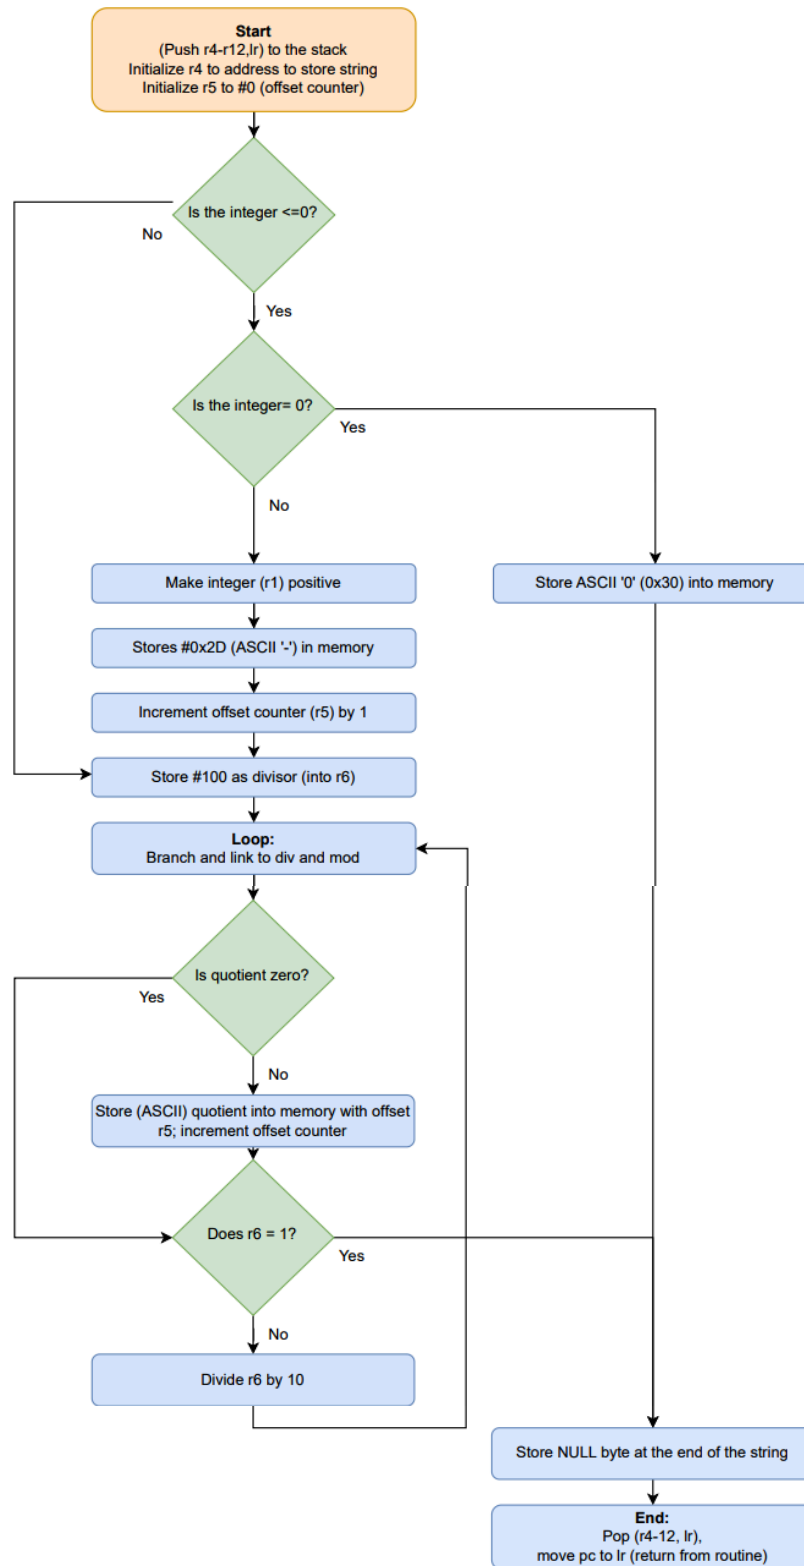 Start
(Push r4-r12,lr) to the stack
Initialize r4 to address to store string
Initialize r5 to #0 (offset counter)
Is the integer <=0?
No
Yes
Is the integer= 0?
Yes
No
Make integer (r1) positive
Store ASCII '0' (0x30) into memory
Stores #0x2D (ASCII '-') in memory
Increment offset counter (r5) by 1
Store #100 as divisor (into r6)
Loop:
Branch and link to div and mod
Is quotient zero?
Yes
No
Store (ASCII) quotient into memory with offset
r5; increment offset counter
Does r6 = 1?
Yes
No
Divide r6 by 10
Store NULL byte at the end of the string
End:
Pop (r4-12, lr),
move pc to lr (return from routine)